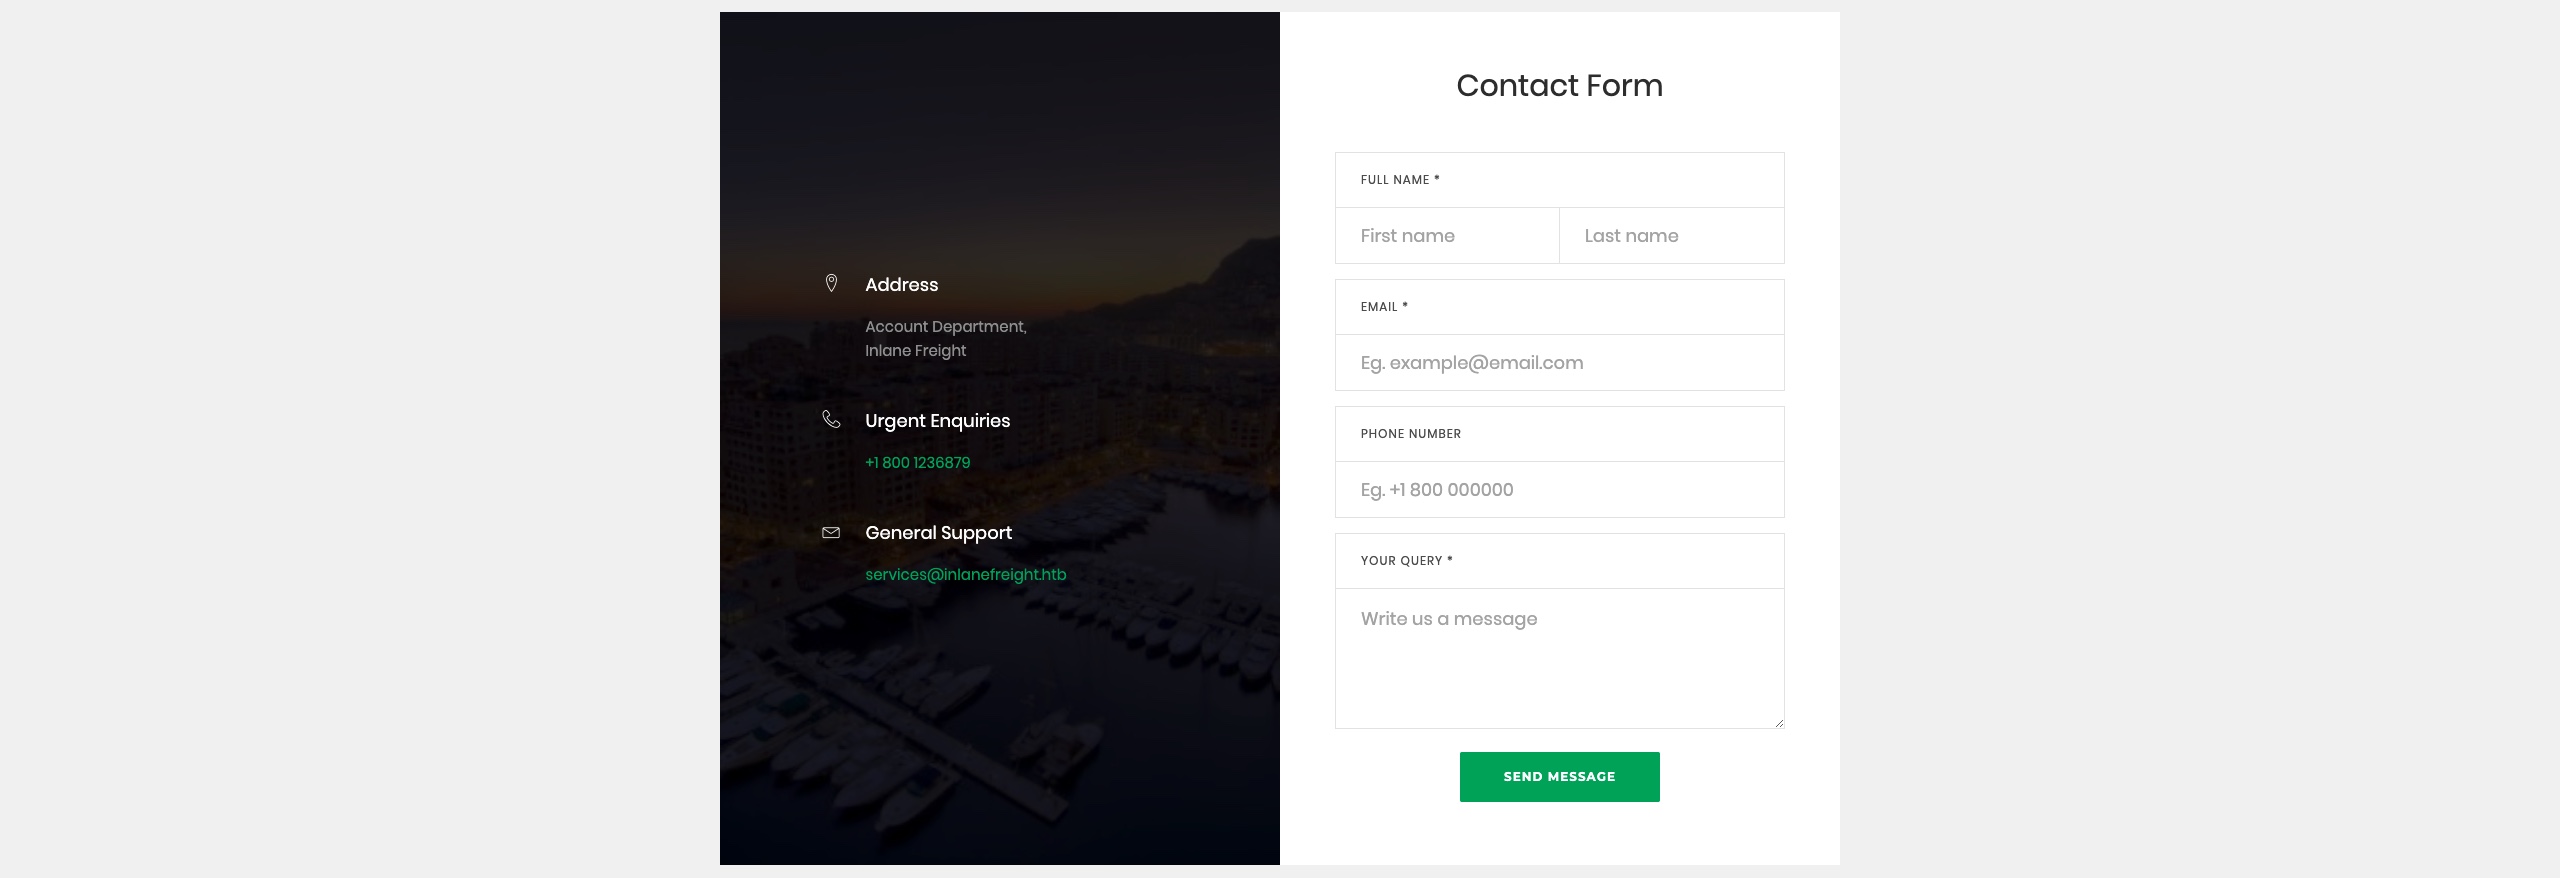 Address
Account Department,
Inlane Freight
Urgent Enquiries
+1 800 1236879
General Support
services@inlanefreight.htb
Contact Form
FULL NAME *
First name
Last name
EMAIL *
Eg. example@email.com
PHONE NUMBER
Eg. +1 800 000000
YOUR QUERY *
Write us a message
SEND MESSAGE